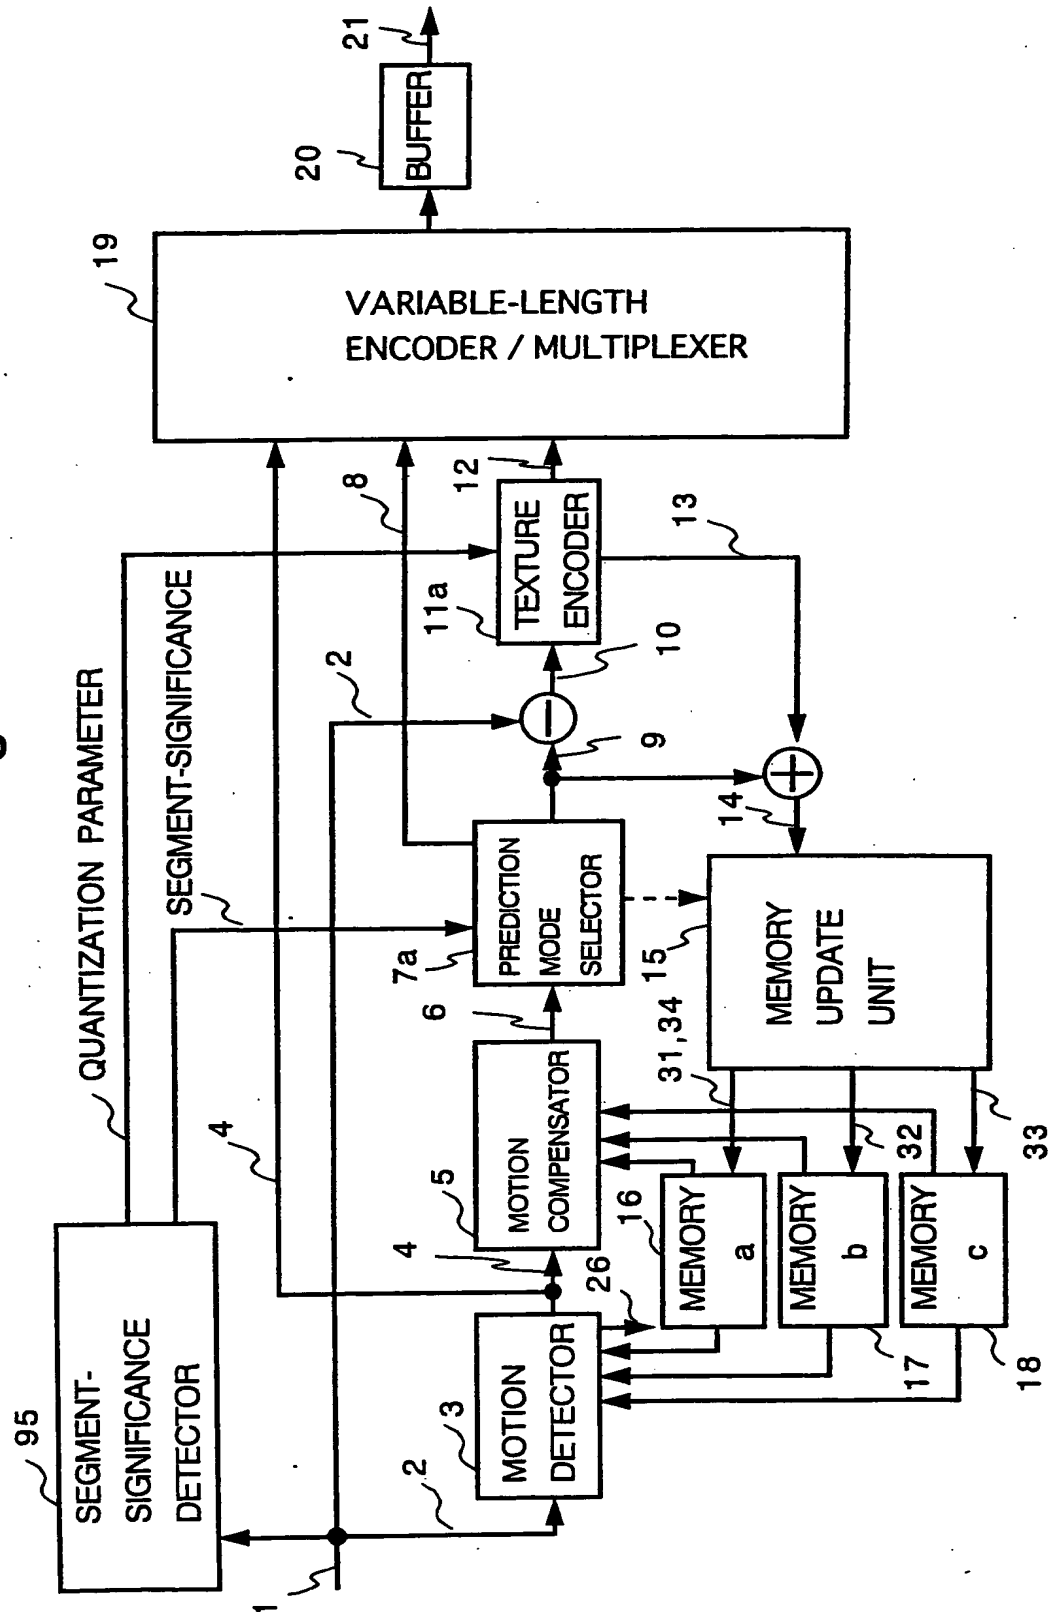 95
SEGMENT-
SIGNIFICANCE
DETECTOR
QUANTIZATION PARAMETER
SEGMENT-SIGNIFICANCE
1
2
2
3
MOTION
DETECTOR
4
4
5
MOTION
COMPENSATOR
6
7a
PREDICTION
MODE
SELECTOR
8
9
10
11a
TEXTURE
ENCODER
12
13
14
15
MEMORY
UPDATE
UNIT
31,34
32
33
26
16
MEMORY
a
MEMORY
b
17
MEMORY
c
18
19
VARIABLE-LENGTH
ENCODER / MULTIPLEXER
20
BUFFER
21